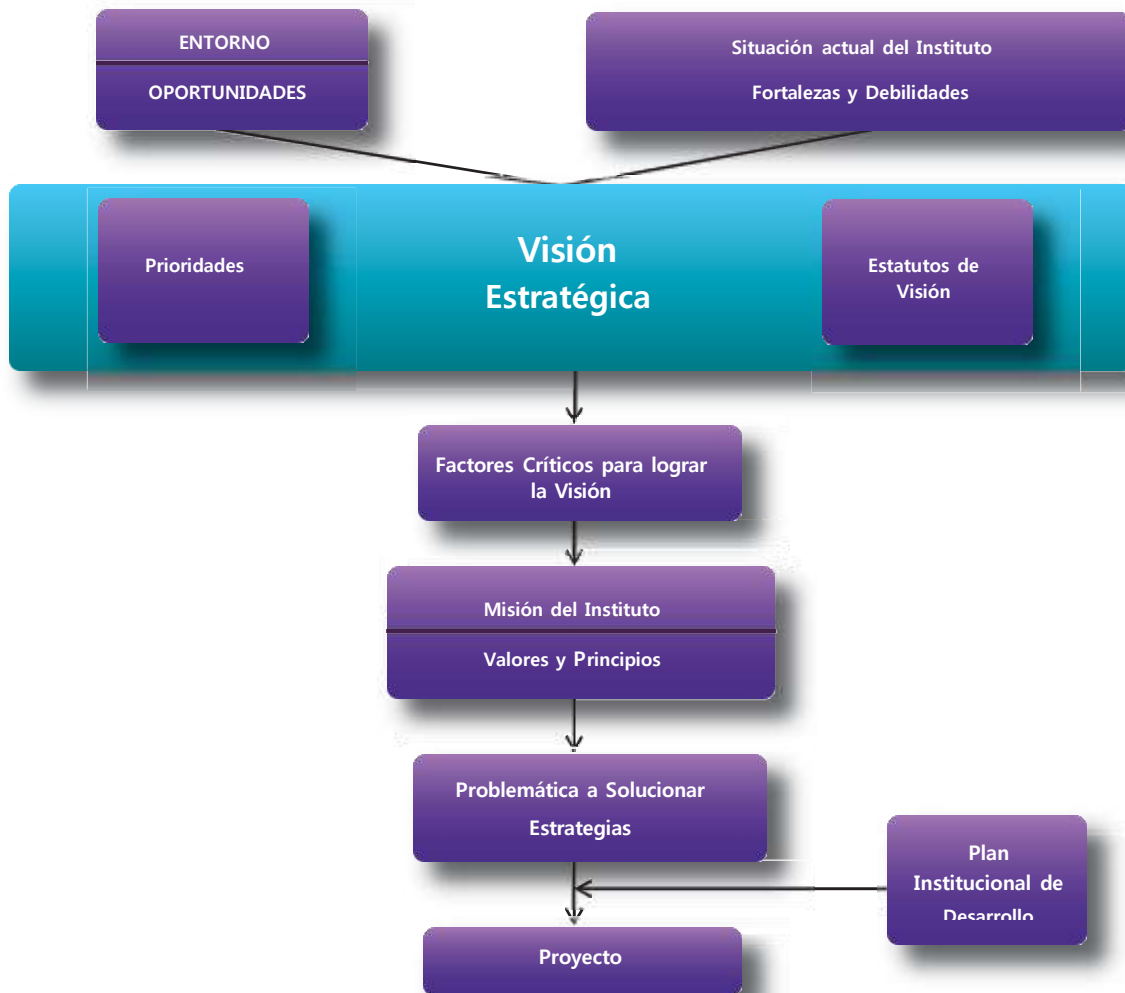 ENTORNO
OPORTUNIDADES
Situación actual del Instituto
Fortalezas y Debilidades
Prioridades
Visión
Estratégica
Estatutos de
Visión
Factores Críticos para lograr
la Visión
Misión del Instituto
Valores y Principios
Problemática a Solucionar
Estrategias
Plan
Institucional de
Desarrollo
Proyecto